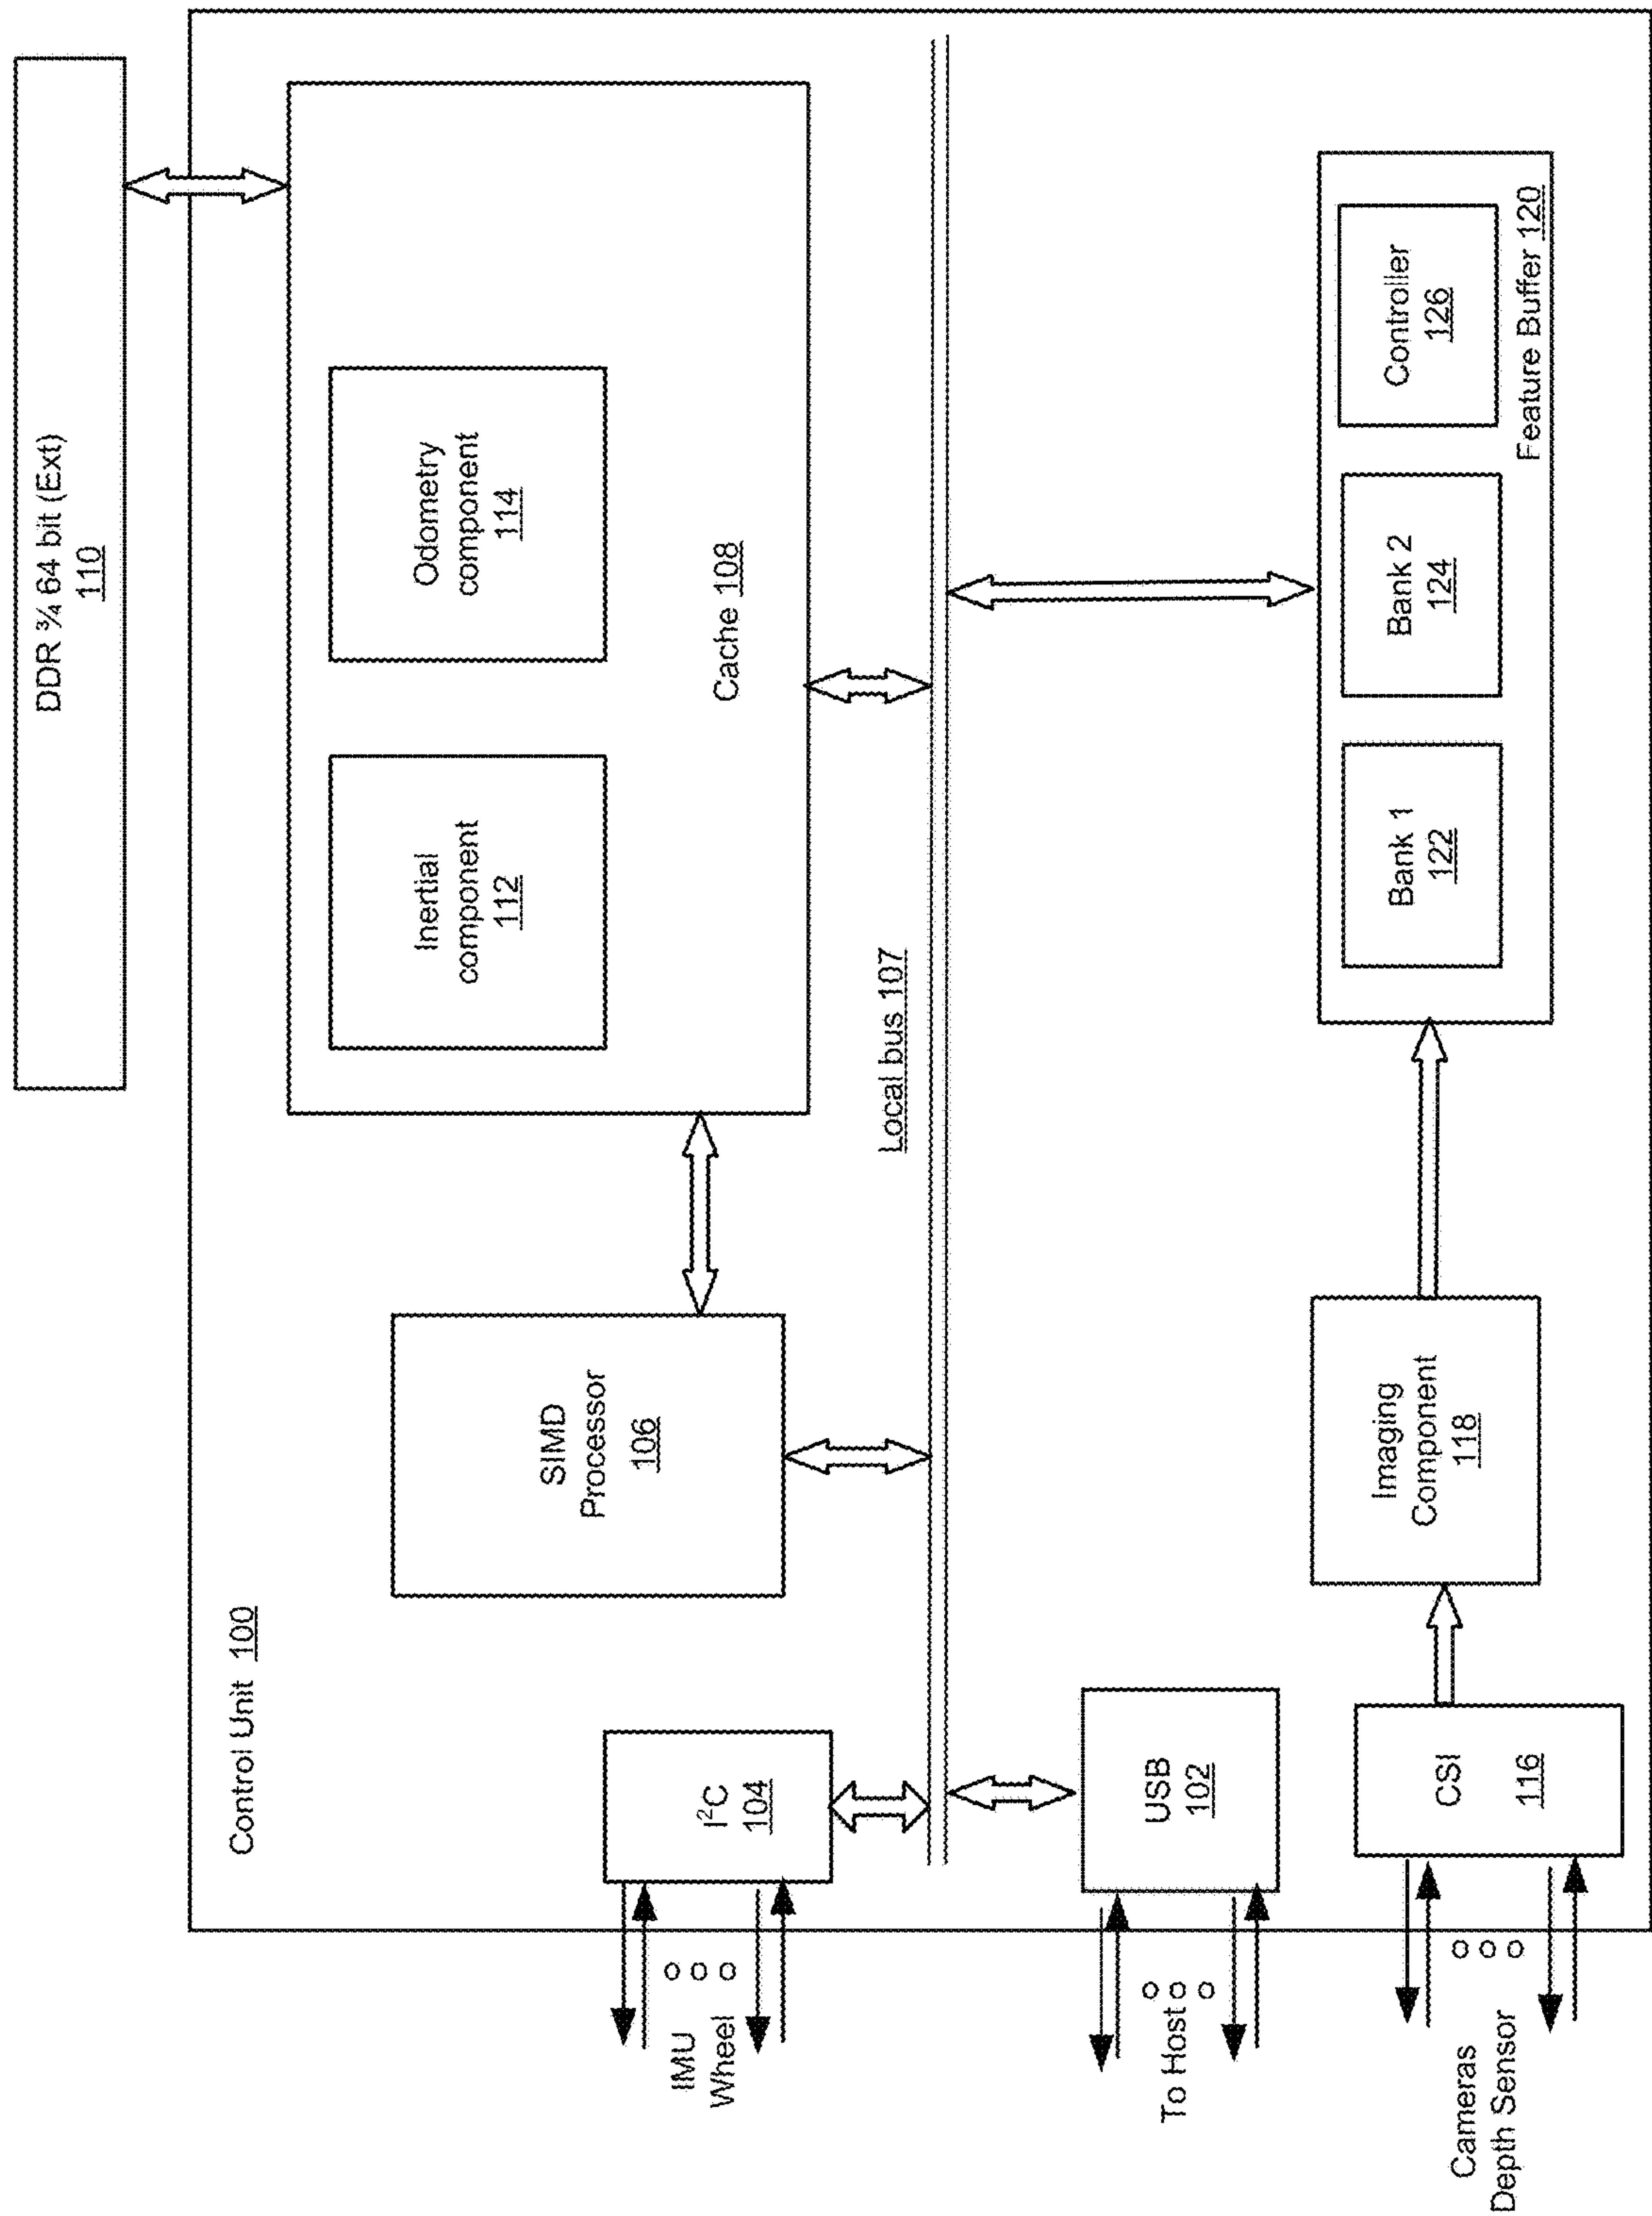 DDR ¾ 64 bit (Ext)
110
Control Unit 100
SIMD
Processor
106
Inertial
component
112
Odometry
component
114
Cache 108
IMU
Wheel
I²C
104
Local bus 107
To Host
USB
102
Cameras
Depth Sensor
CSI
116
Imaging
Component
118
Bank 1
122
Bank 2
124
Controller
126
Feature Buffer 120